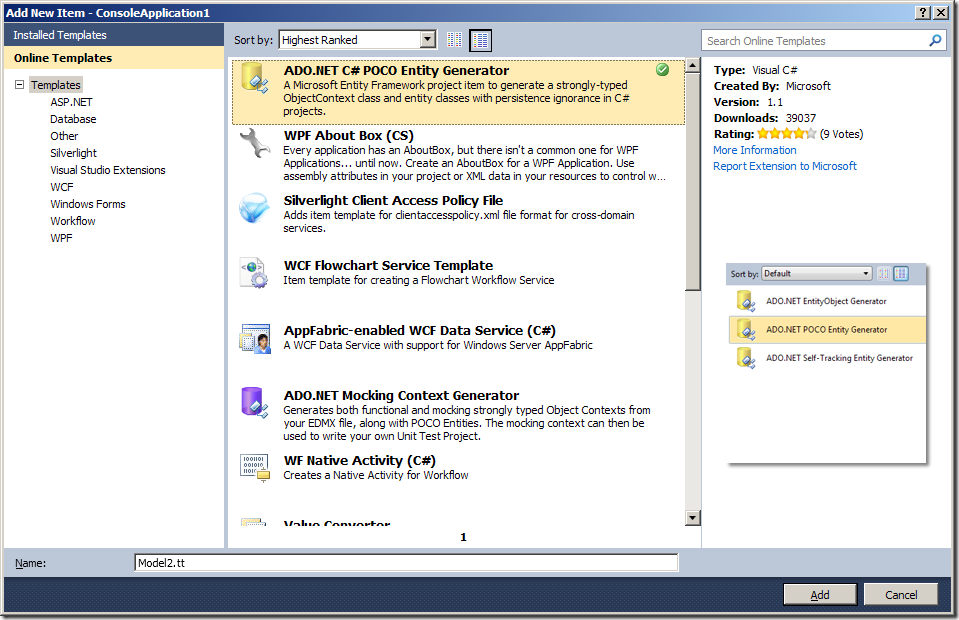 Add New Item - ConsoleApplication1
Installed Templates
Online Templates
Templates
ASP.NET
Database
Other
Silverlight
Visual Studio Extensions
WCF
Windows Forms
Workflow
WPF
Sort by: Highest Ranked
ADO.NET C# POCO Entity Generator
A Microsoft Entity Framework project item to generate a strongly-typed
ObjectContext class and entity classes with persistence ignorance in C#
projects.
WPF About Box (CS)
Every application has an AboutBox, but there isn't a common one for WPF
Applications... until now. Create an AboutBox for a WPF Application. Use
assembly attributes in your project or XML data in your resources to control w...
Silverlight Client Access Policy File
Adds item template for clientaccesspolicy.xml file format for cross-domain
services.
WCF Flowchart Service Template
Item template for creating a Flowchart Workflow Service
AppFabric-enabled WCF Data Service (C#)
A WCF Data Service with support for Windows Server AppFabric
ADO.NET Mocking Context Generator
Generates both functional and mocking strongly typed Object Contexts from
your EDMX file, along with POCO Entities. The mocking context can then be
used to write your own Unit Test Project.
WF Native Activity (C#)
Creates a Native Activity for Workflow
Value Converter
1
Search Online Templates
Type: Visual C#
Created By: Microsoft
Version: 1.1
Downloads: 39037
Rating: (9 Votes)
More Information
Report Extension to Microsoft
Sort by: Default
ADO.NET EntityObject Generator
ADO.NET POCO Entity Generator
ADO.NET Self-Tracking Entity Generator
Name: Model2.tt
Add
Cancel